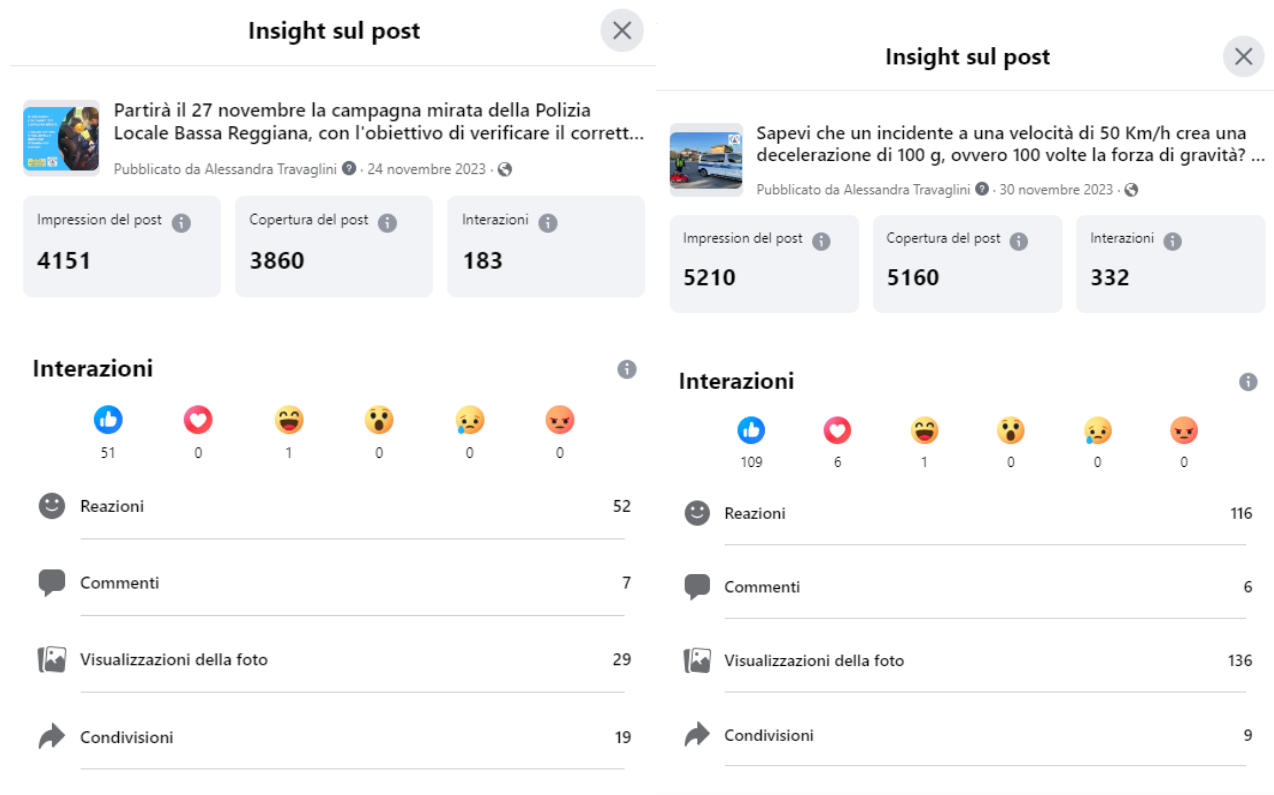 Insight sul post
Partirà il 27 novembre la campagna mirata della Polizia
Locale Bassa Reggiana, con l'obiettivo di verificare il corrett...
Pubblicato da Alessandra Travaglini · 24 novembre 2023 ·
Impression del post
4151
Copertura del post
3860
Interazioni
183
Interazioni
51
0
1
0
0
0
Reazioni 52
Commenti 7
Visualizzazioni della foto 29
Condivisioni 19
Insight sul post
Sapevi che un incidente a una velocità di 50 Km/h crea una
decelerazione di 100 g, ovvero 100 volte la forza di gravità? ...
Pubblicato da Alessandra Travaglini · 30 novembre 2023 ·
Impression del post
5210
Copertura del post
5160
Interazioni
332
Interazioni
109
6
1
0
0
0
Reazioni 116
Commenti 6
Visualizzazioni della foto 136
Condivisioni 9